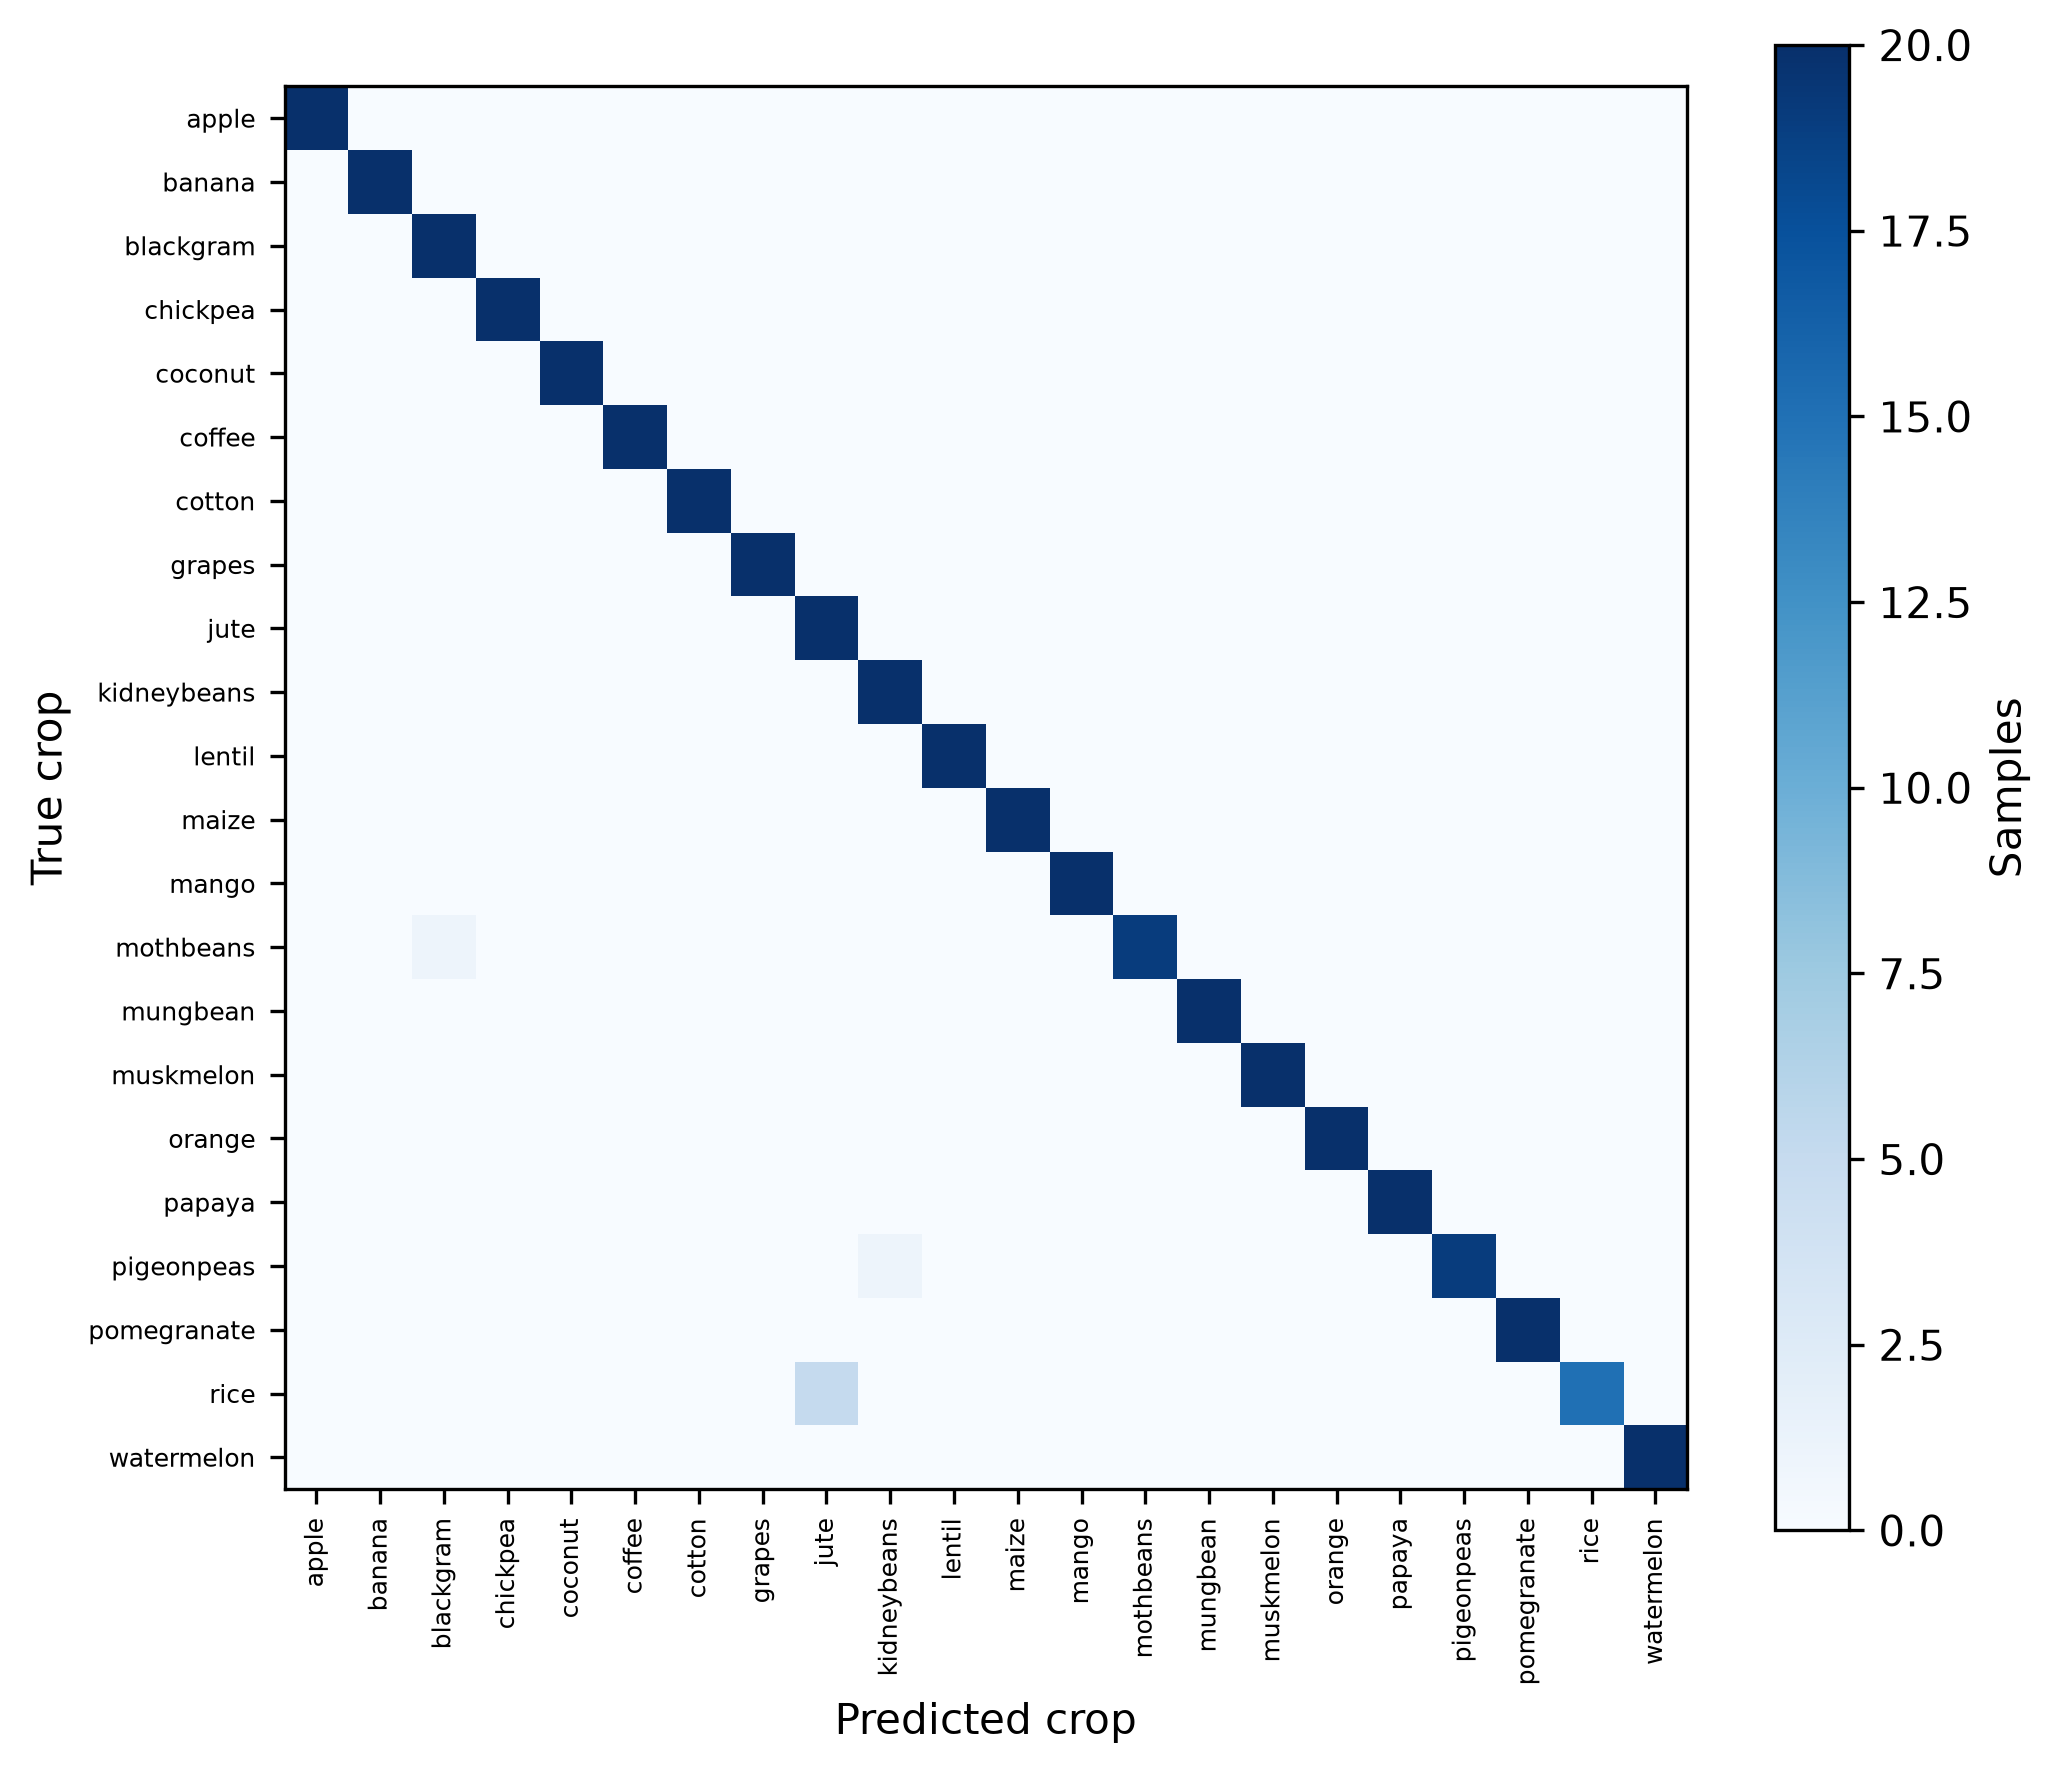 True crop
apple
banana
blackgram
chickpea
coconut
coffee
cotton
grapes
jute
kidneybeans
lentil
maize
mango
mothbeans
mungbean
muskmelon
orange
papaya
pigeonpeas
pomegranate
rice
watermelon
apple
banana
blackgram
chickpea
coconut
coffee
cotton
grapes
jute
kidneybeans
lentil
maize
mango
mothbeans
mungbean
muskmelon
orange
papaya
pigeonpeas
pomegranate
rice
watermelon
Predicted crop
20.0
17.5
15.0
12.5
10.0
7.5
5.0
2.5
0.0
Samples